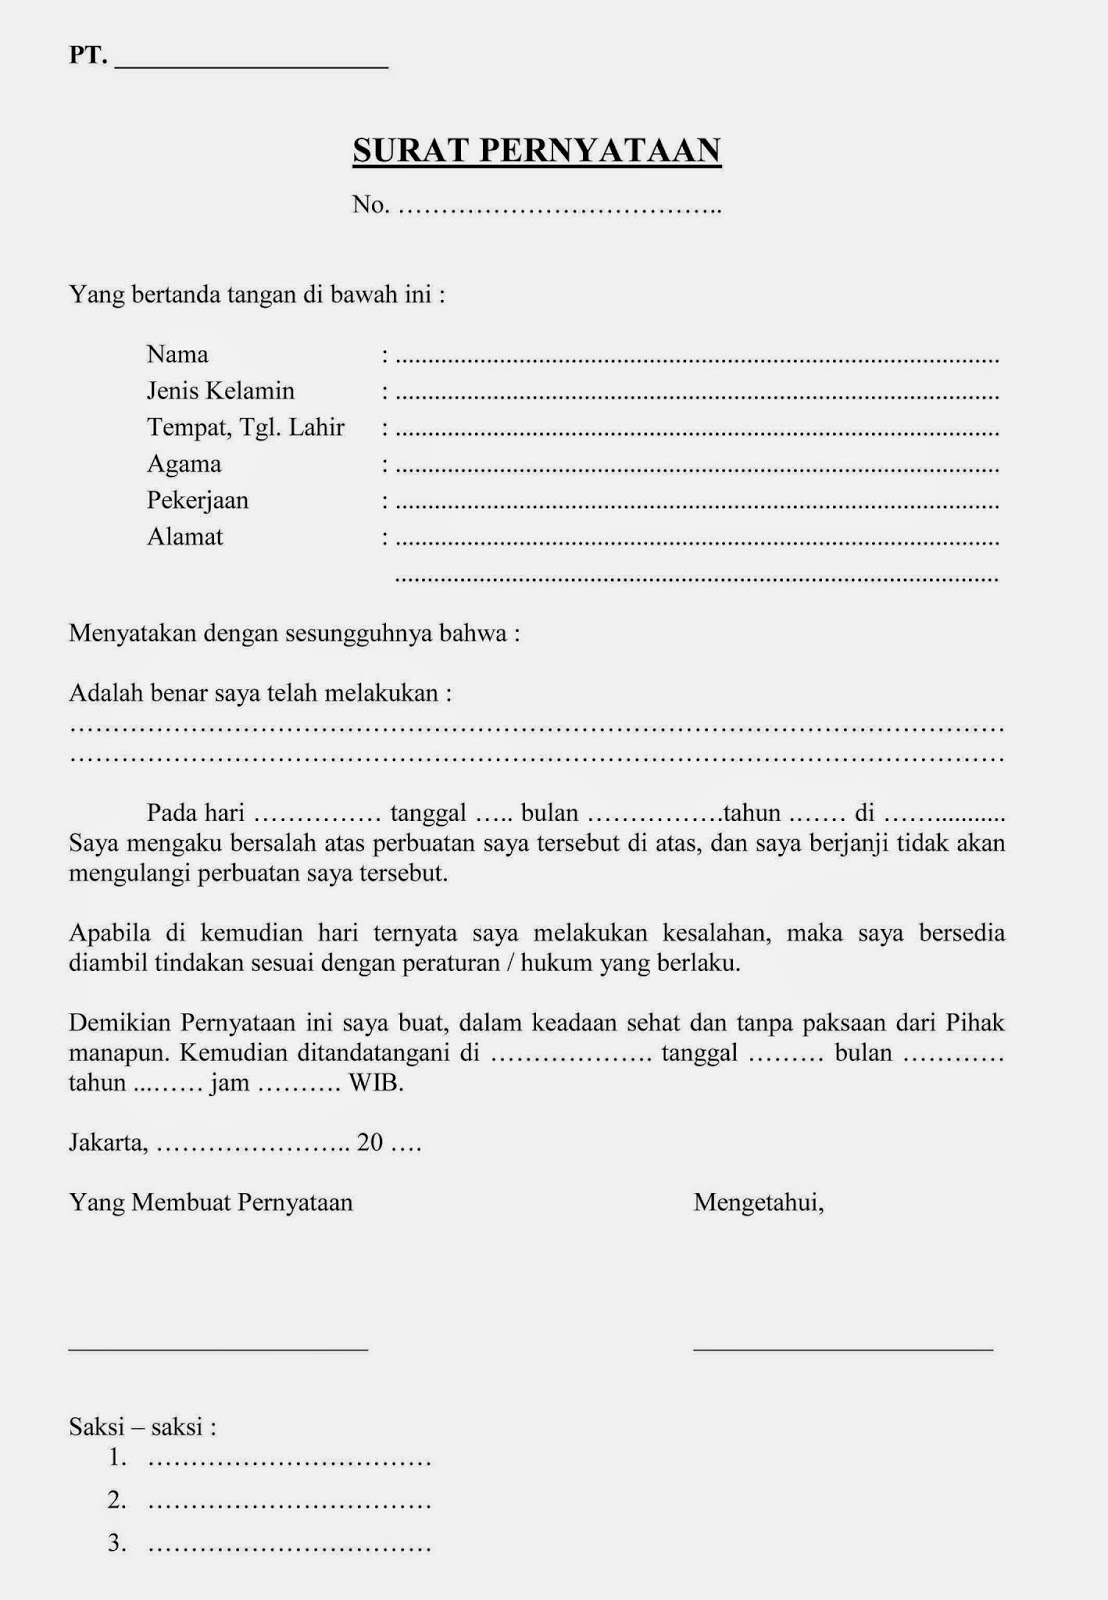 PT. ____________________
SURAT PERNYATAAN
No. ………………………………..
Yang bertanda tangan di bawah ini :
Nama : ............................................................................................
Jenis Kelamin : ............................................................................................
Tempat, Tgl. Lahir : ............................................................................................
Agama : ............................................................................................
Pekerjaan : ............................................................................................
Alamat : ............................................................................................
............................................................................................
Menyatakan dengan sesungguhnya bahwa :
Adalah benar saya telah melakukan :
………………………………………………………………………………………………
………………………………………………………………………………………………
Pada hari …………… tanggal ….. bulan …………….tahun ….… di ……...........
Saya mengaku bersalah atas perbuatan saya tersebut di atas, dan saya berjanji tidak akan
mengulangi perbuatan saya tersebut.
Apabila di kemudian hari ternyata saya melakukan kesalahan, maka saya bersedia
diambil tindakan sesuai dengan peraturan / hukum yang berlaku.
Demikian Pernyataan ini saya buat, dalam keadaan sehat dan tanpa paksaan dari Pihak
manapun. Kemudian ditandatangani di ………………. tanggal ……… bulan …………
tahun ...…… jam ………. WIB.
Jakarta, ………………….. 20 ….
Yang Membuat Pernyataan Mengetahui,
______________________ ______________________
Saksi – saksi :
1. ……………………………
2. ……………………………
3. ……………………………